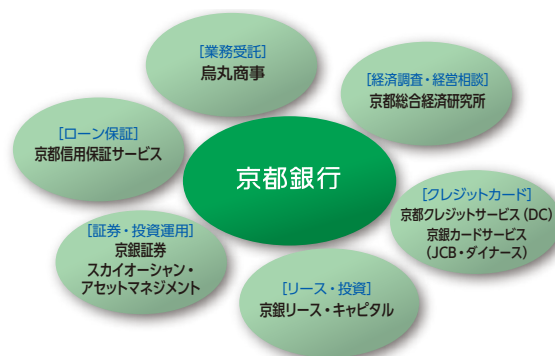 [業務受託]
烏丸商事
[経済調査・経営相談]
京都総合経済研究所
[ローン保証]
京都信用保証サービス
京都銀行
[クレジットカード]
京都クレジットサービス(DC)
京銀カードサービス
(JCB・ダイナース)
[証券・投資運用]
京銀証券
スカイオーシャン・
アセットマネジメント
[リース・投資]
京銀リース・キャピタル